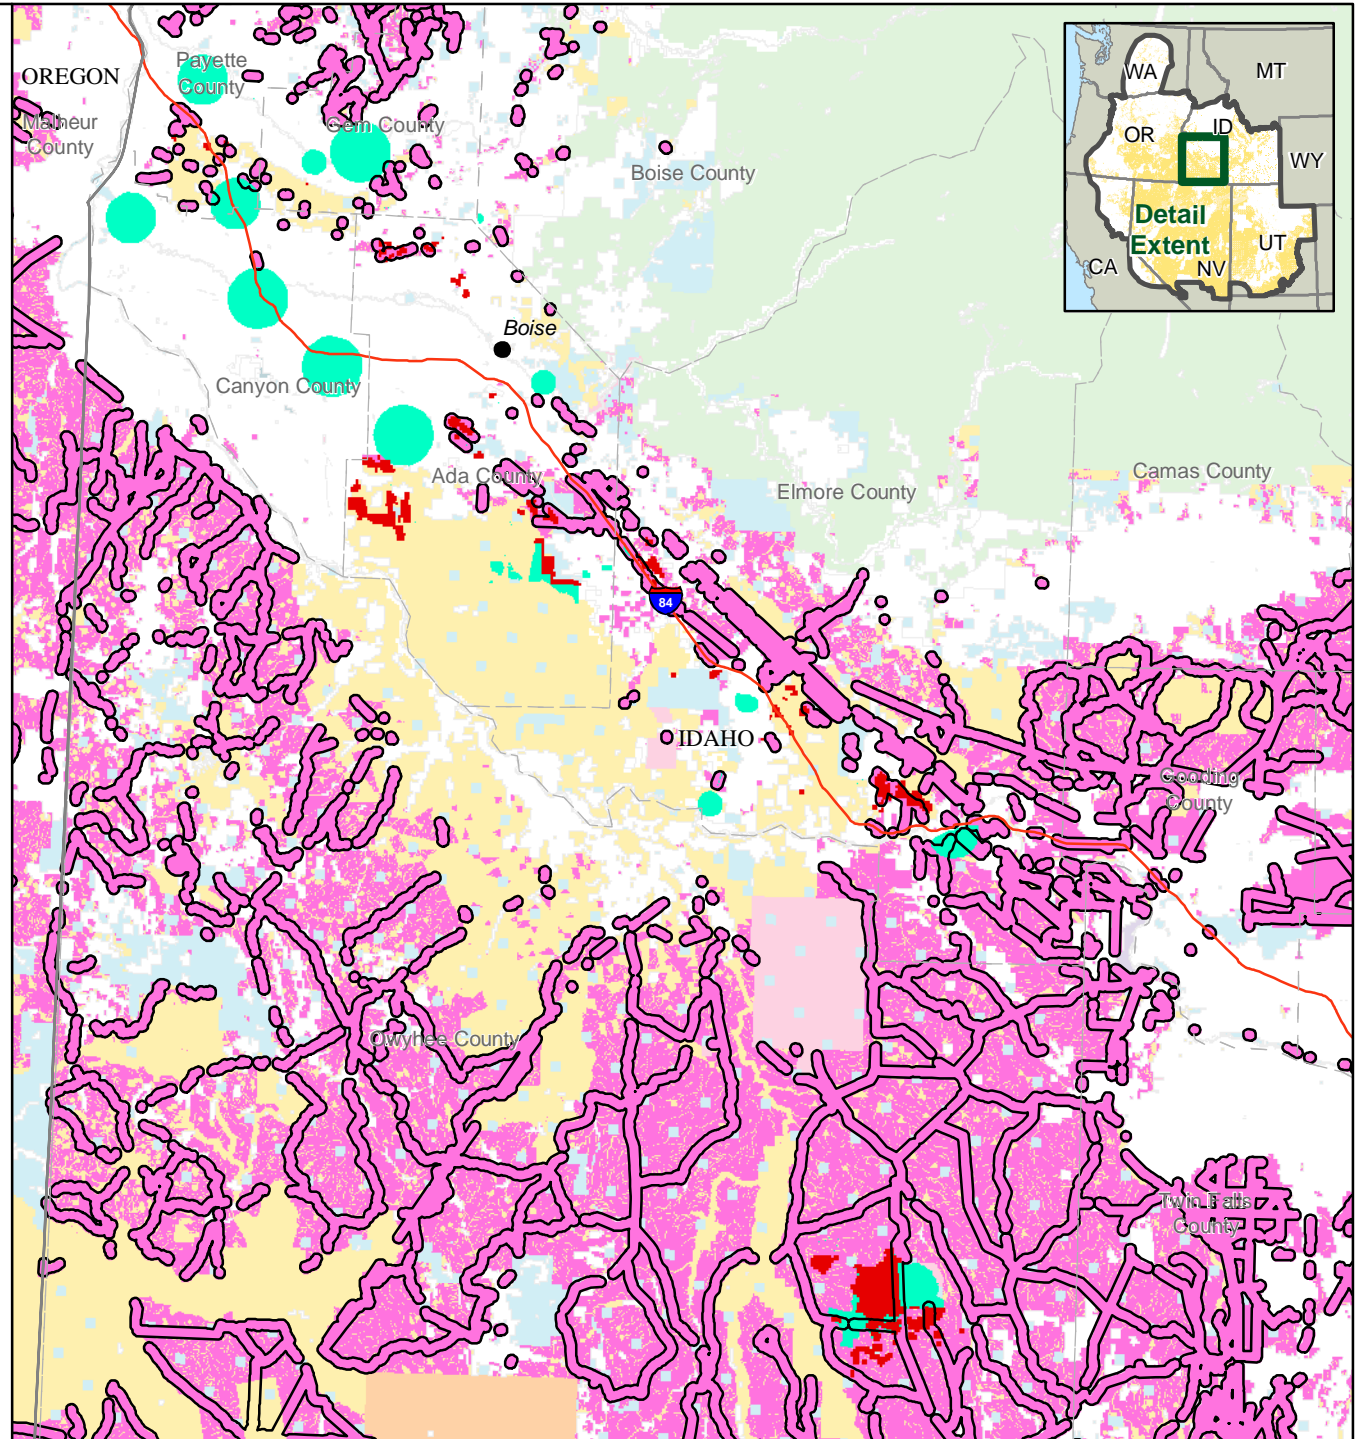 OREGON
Payette
County
Malheur
County
Gem County
Boise County
WA
MT
OR
ID
WY
Detail
Extent
UT
CA
NV
Boise
Canyon County
Ada County
Elmore County
Camas County
84
IDAHO
Gooding
County
Owyhee County
Twin Falls
County